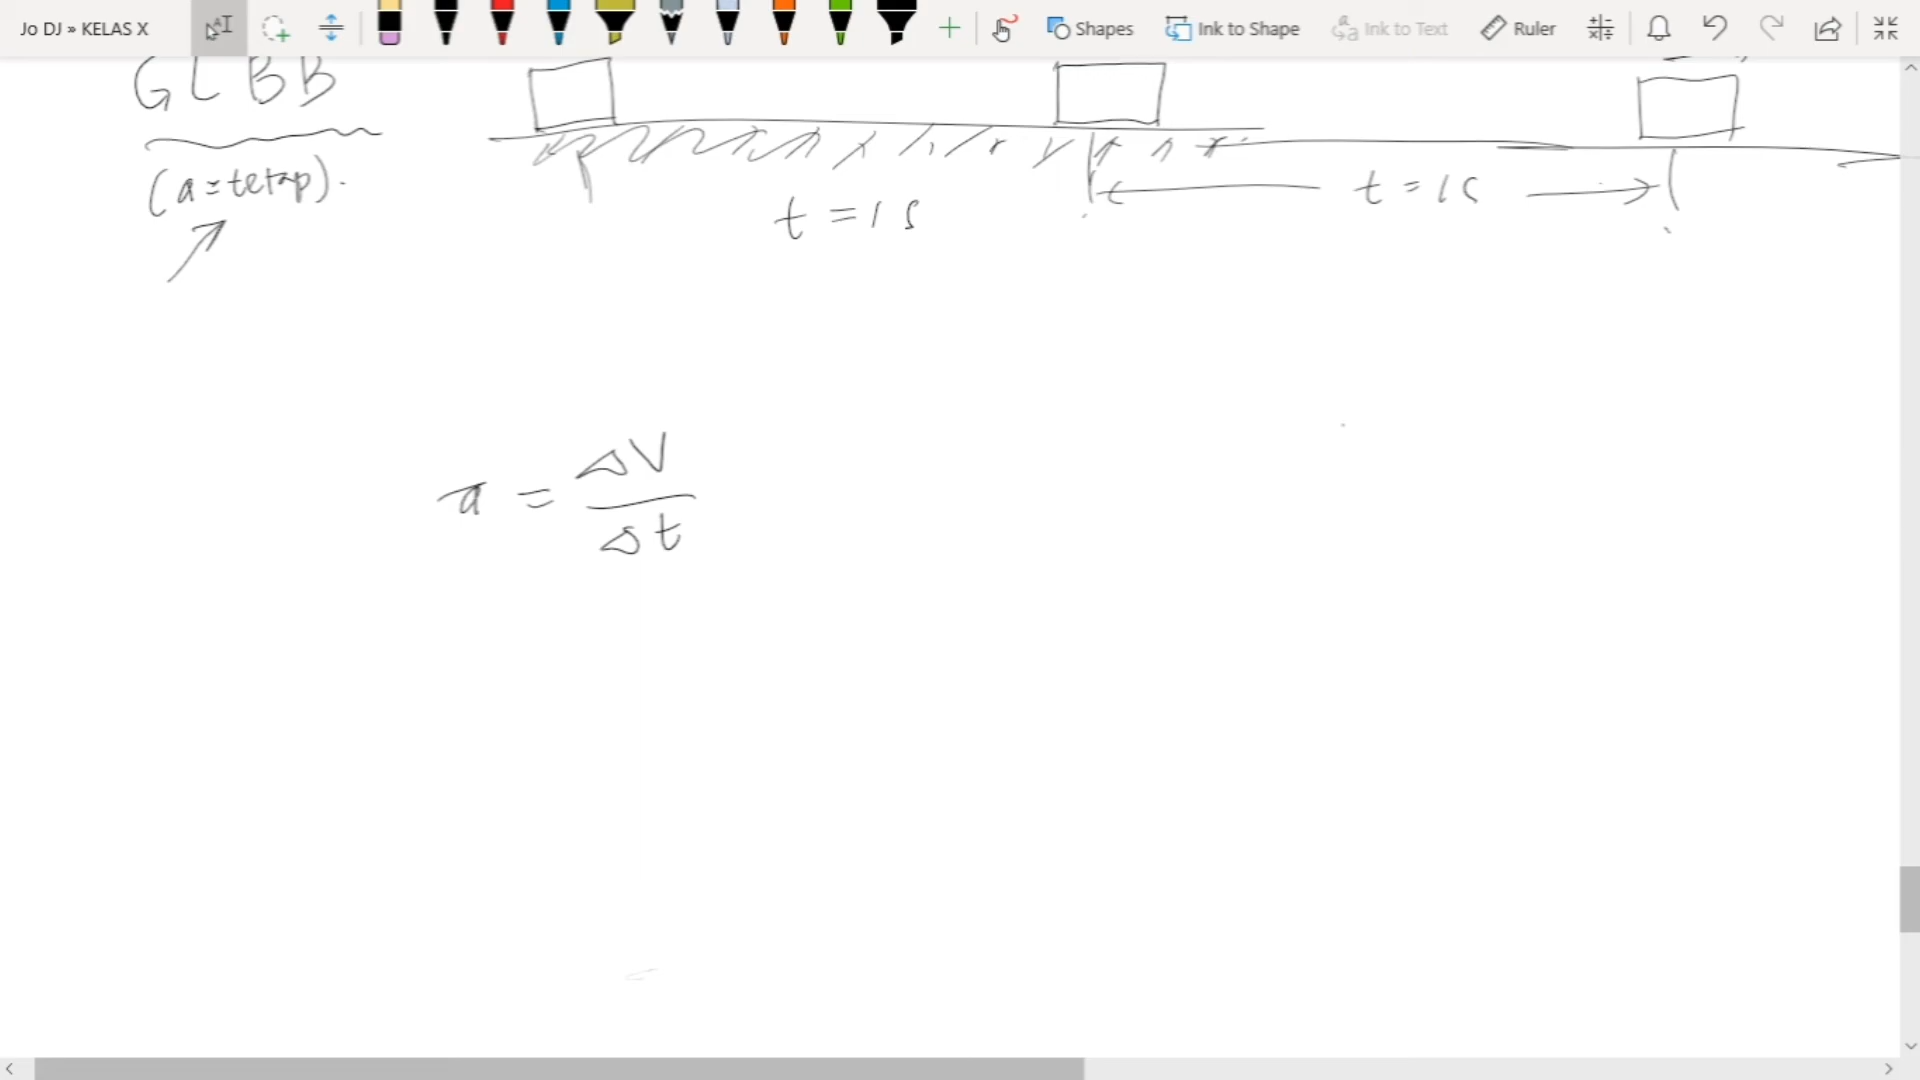 Jo DJ » KELAS X
Shapes
Ink to Shape
Ink to Text
Ruler
GLBB
(a = tetap).
t = 1 s
t = 1 s
a = ΔV
Δt